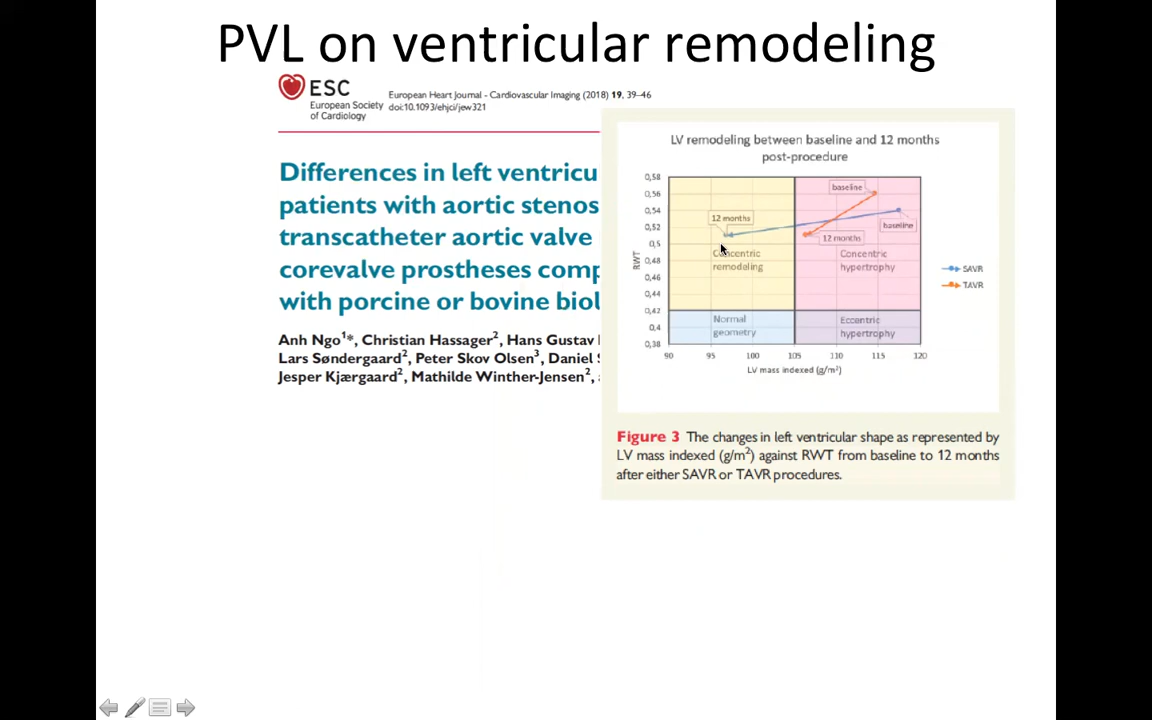 PVL on ventricular remodeling
ESC
European Society
of Cardiology
European Heart Journal - Cardiovascular Imaging (2018) 19, 39–46
doi:10.1093/ehjci/jew321
Differences in left ventricu
patients with aortic stenos
transcatheter aortic valve
corevalve prostheses comp
with porcine or bovine biol
Anh Ngo1*, Christian Hassager2, Hans Gustav
Lars Søndergaard2, Peter Skov Olsen3, Daniel
Jesper Kjærgaard2, Mathilde Winther-Jensen2,
LV remodeling between baseline and 12 months
post-procedure
RWT
0,58
0,56
0,54
0,52
0,5
0,48
0,46
0,44
0,42
0,4
0,38
baseline
12 months
baseline
12 months
Concentric
remodeling
Concentric
hypertrophy
Normal
geometry
Eccentric
hypertrophy
SAVR
TAVR
90 95 100 105 110 115 120
LV mass indexed (g/m²)
Figure 3 The changes in left ventricular shape as represented by
LV mass indexed (g/m²) against RWT from baseline to 12 months
after either SAVR or TAVR procedures.